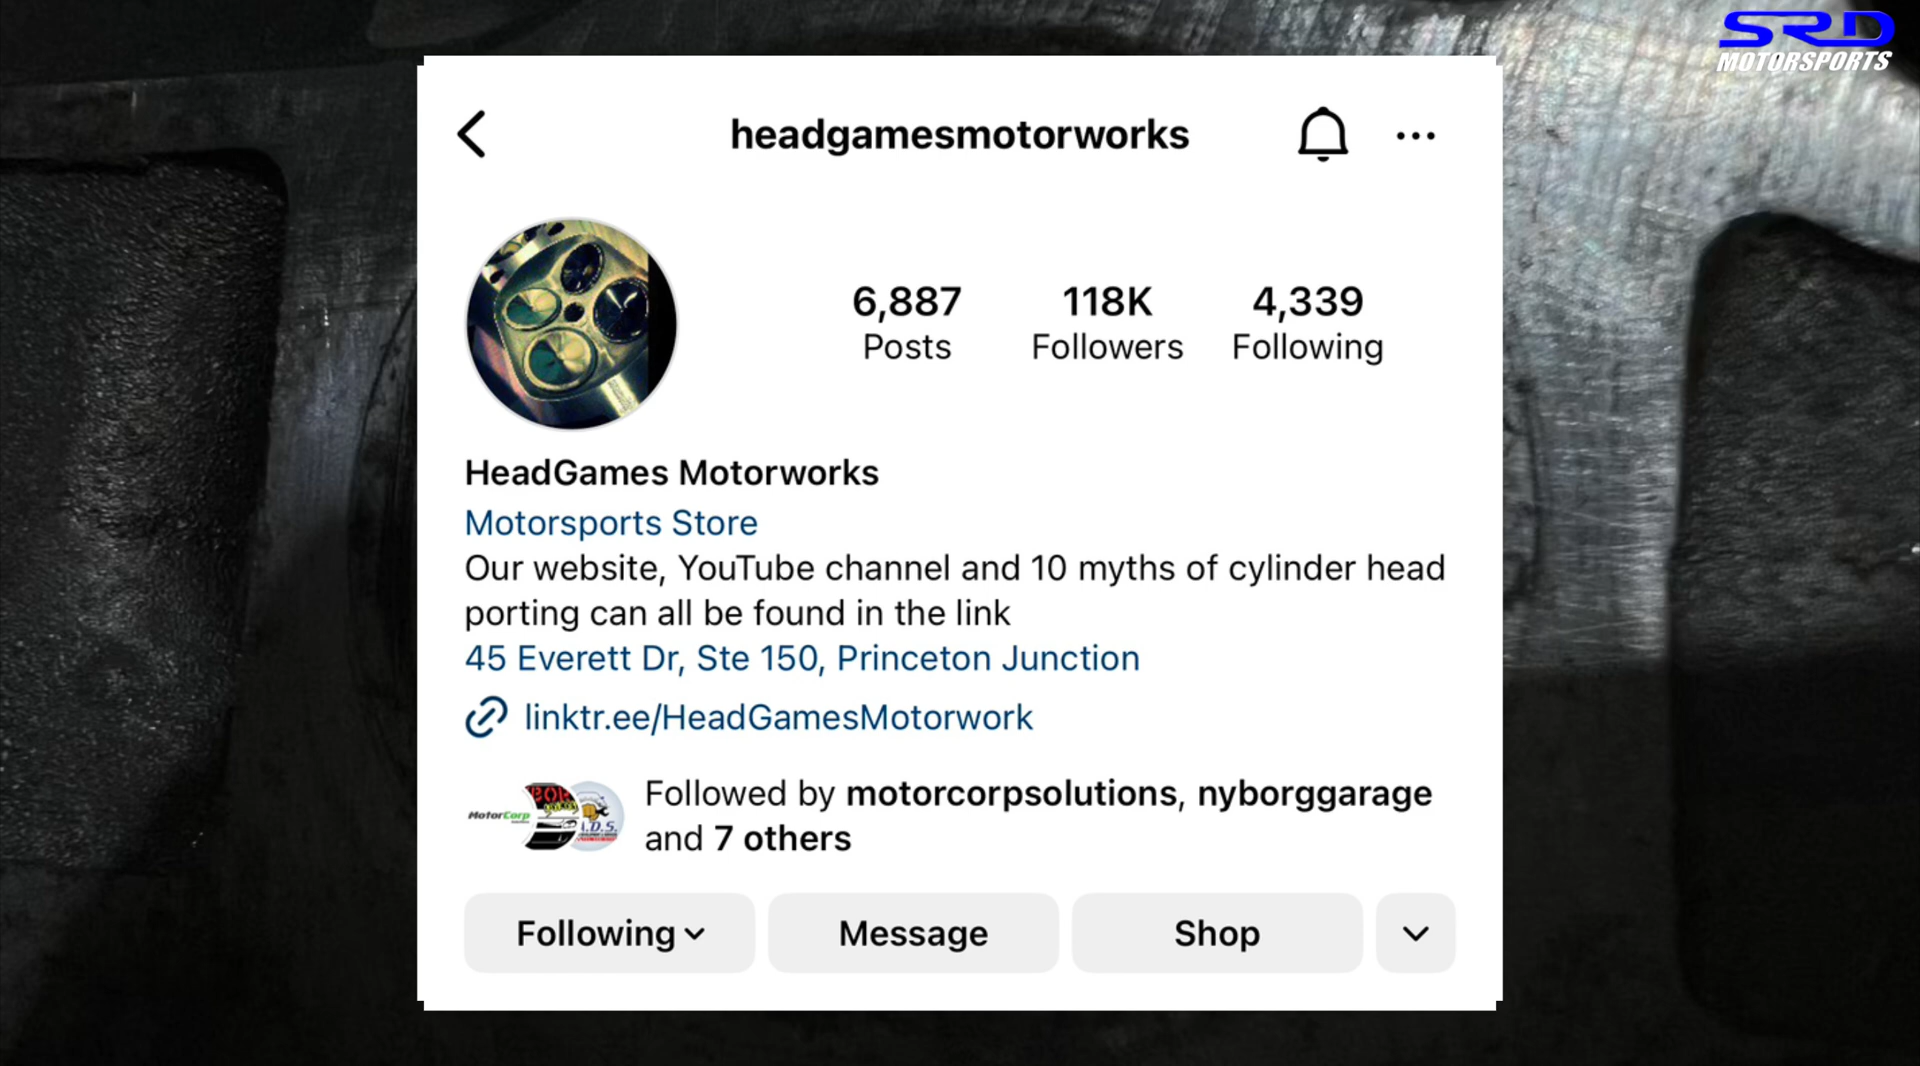 SRD
MOTORSPORTS
headgamesmotorworks
6,887
Posts
118K
Followers
4,339
Following
HeadGames Motorworks
Motorsports Store
Our website, YouTube channel and 10 myths of cylinder head
porting can all be found in the link
45 Everett Dr, Ste 150, Princeton Junction
linktr.ee/HeadGamesMotorwork
MotorCorp
Followed by motorcorpsolutions, nyborggarage
and 7 others
Following
Message
Shop